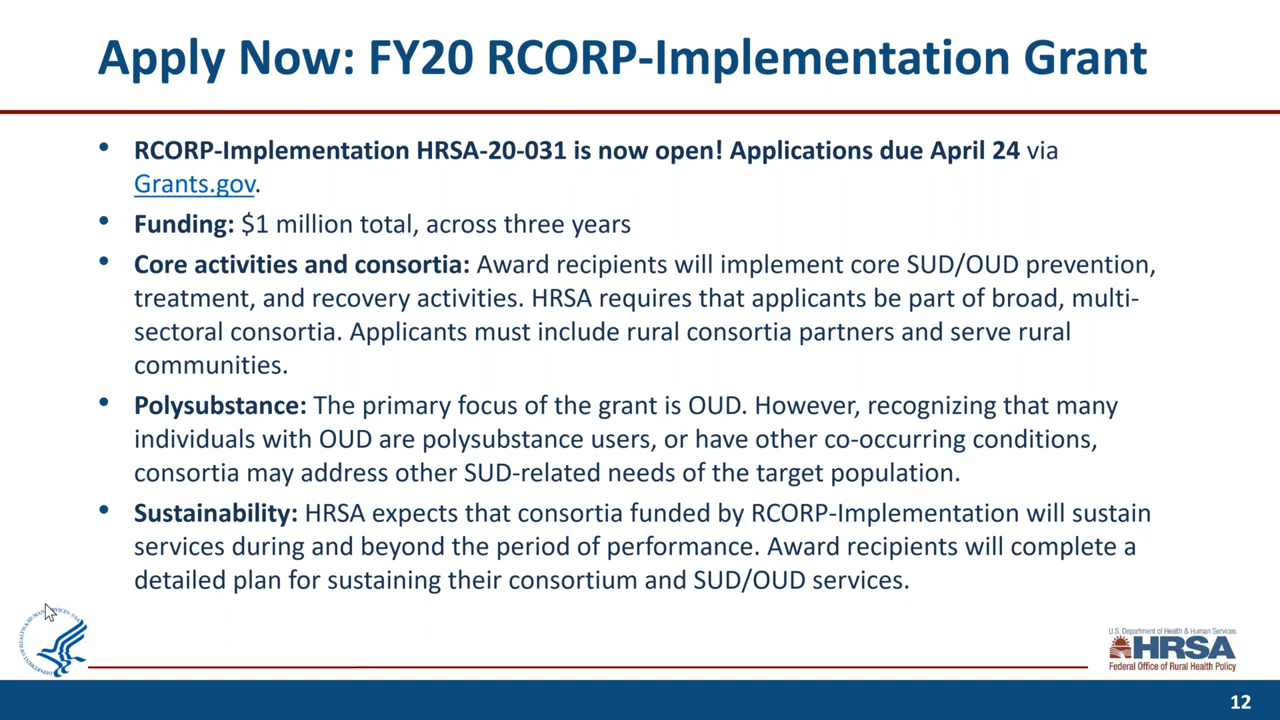 Apply Now: FY20 RCORP-Implementation Grant
• RCORP-Implementation HRSA-20-031 is now open! Applications due April 24 via
Grants.gov.
• Funding: $1 million total, across three years
• Core activities and consortia: Award recipients will implement core SUD/OUD prevention,
treatment, and recovery activities. HRSA requires that applicants be part of broad, multi-
sectoral consortia. Applicants must include rural consortia partners and serve rural
communities.
• Polysubstance: The primary focus of the grant is OUD. However, recognizing that many
individuals with OUD are polysubstance users, or have other co-occurring conditions,
consortia may address other SUD-related needs of the target population.
• Sustainability: HRSA expects that consortia funded by RCORP-Implementation will sustain
services during and beyond the period of performance. Award recipients will complete a
detailed plan for sustaining their consortium and SUD/OUD services.
U.S. Department of Health & Human Services
HRSA
Federal Office of Rural Health Policy
12